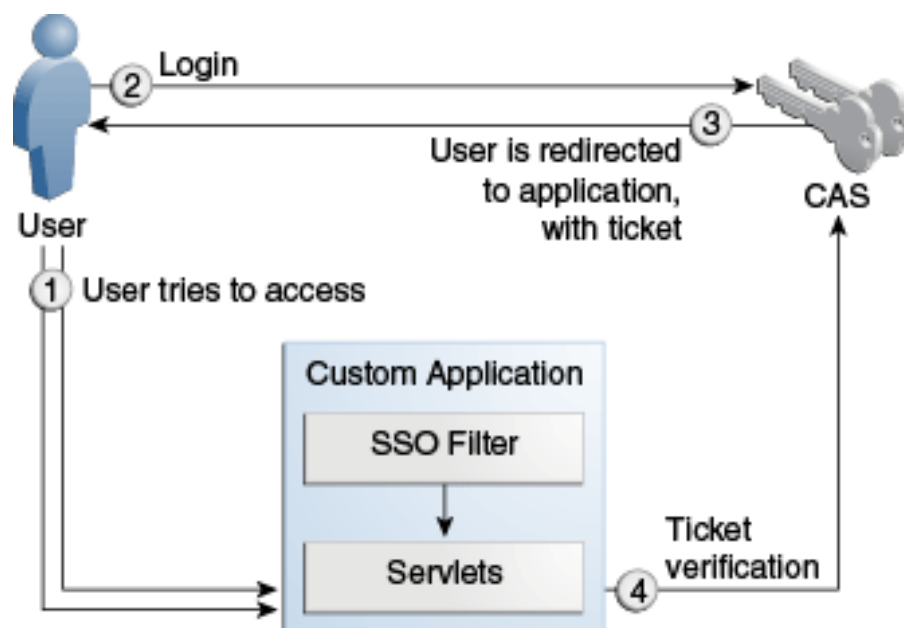 2 Login
3
User is redirected
to application,
with ticket
CAS
User
1 User tries to access
Custom Application
SSO Filter
Servlets
Ticket
verification
4